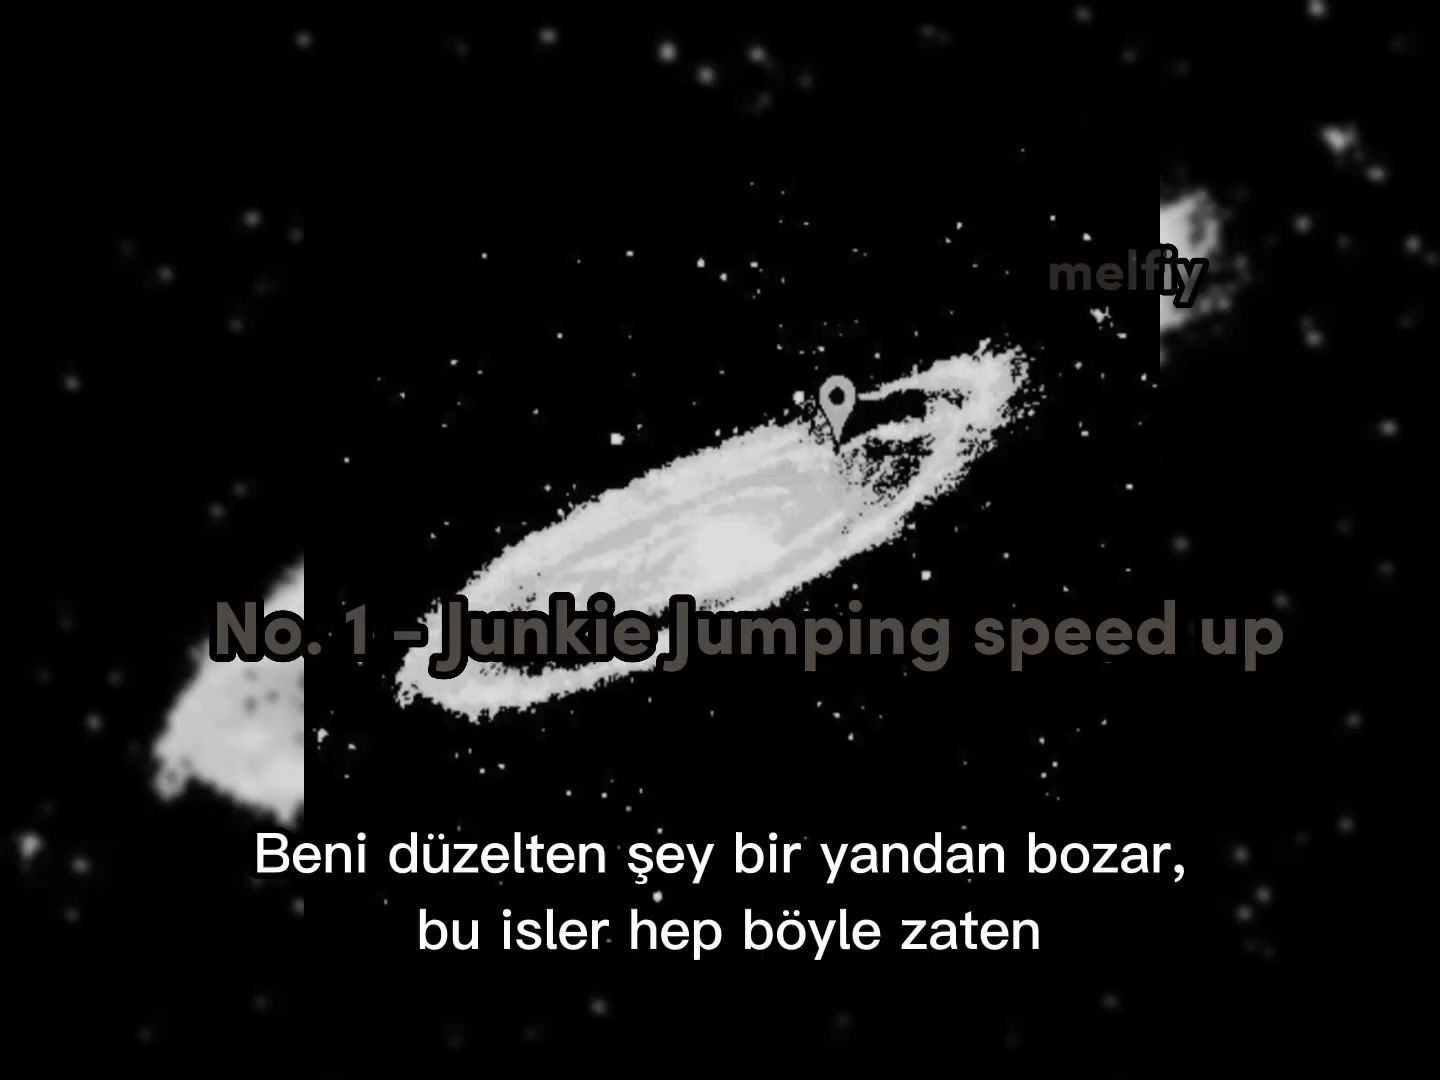 melfiy
No. 1 - Junkie Jumping speed up
Beni düzelten şey bir yandan bozar,
bu isler hep böyle zaten